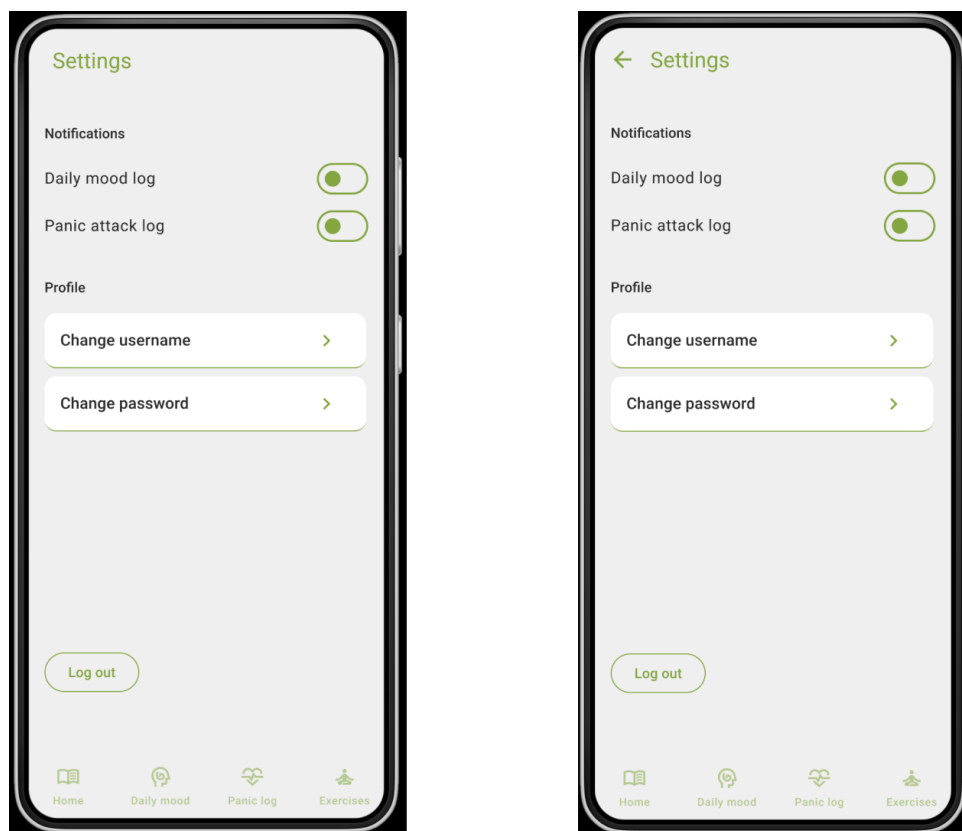 Settings
Notifications
Daily mood log
Panic attack log
Profile
Change username
Change password
Log out
Home Daily mood Panic log Exercises
Settings
Notifications
Daily mood log
Panic attack log
Profile
Change username
Change password
Log out
Home Daily mood Panic log Exercises